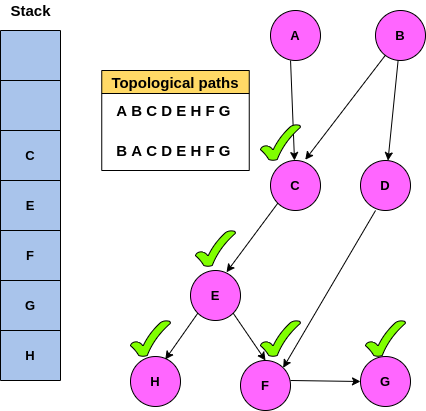 Stack
C
E
F
G
H
Topological paths
A B C D E H F G
B A C D E H F G
A
B
C
D
E
H
F
G